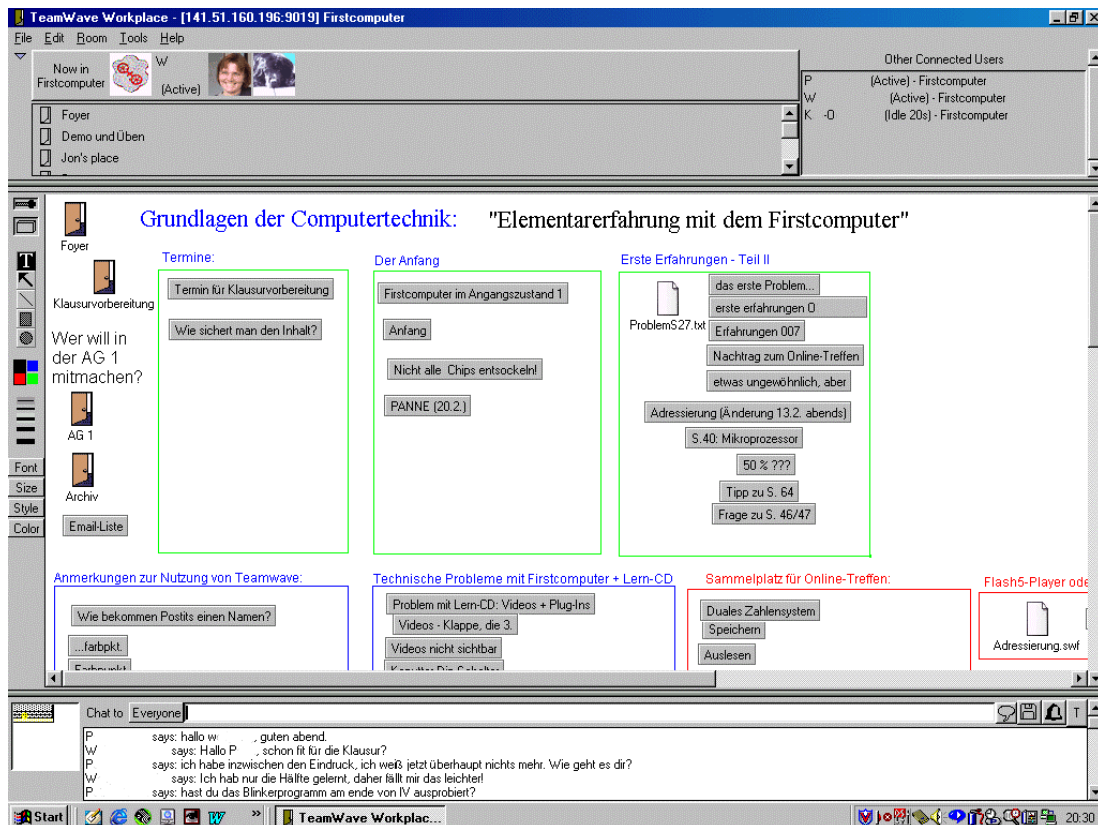 TeamWave Workplace - [141.51.160.196:9019] Firstcomputer
File Edit Room Tools Help
Now in
Firstcomputer
W
(Active)
Other Connected Users
P (Active) - Firstcomputer
W (Active) - Firstcomputer
K -O (Idle 20s) - Firstcomputer
Foyer
Demo und Üben
Jon's place
Grundlagen der Computertechnik: "Elementarerfahrung mit dem Firstcomputer"
Foyer
Klausurvorbereitung
Wer will in
der AG 1
mitmachen?
AG 1
Archiv
Email-Liste
Font
Size
Style
Color
T
Termine:
Termin für Klausurvorbereitung
Wie sichert man den Inhalt?
Der Anfang
Firstcomputer im Angangszustand 1
Anfang
Nicht alle Chips entsockeln!
PANNE (20.2.)
Erste Erfahrungen - Teil II
ProblemS27.txt
das erste Problem...
erste erfahrungen O
Erfahrungen 007
Nachtrag zum Online-Treffen
etwas ungewöhnlich, aber
Adressierung (Änderung 13.2. abends)
S.40: Mikroprozessor
50 % ???
Tipp zu S. 64
Frage zu S. 46/47
Anmerkungen zur Nutzung von Teamwave:
Wie bekommen Postits einen Namen?
...farbpkt.
Farbpunkt
Technische Probleme mit Firstcomputer + Lern-CD
Problem mit Lern-CD: Videos + Plug-Ins
Videos - Klappe, die 3.
Videos nicht sichtbar
Sammelplatz für Online-Treffen:
Duales Zahlensystem
Speichern
Auslesen
Flash5-Player ode
Adressierung.swf
Chat to Everyone
T
P says: hallo w , guten abend.
W says: Hallo P , schon fit für die Klausur?
P says: ich habe inzwischen den Eindruck, ich weiß jetzt überhaupt nichts mehr. Wie geht es dir?
W says: Ich hab nur die Hälfte gelernt, daher fällt mir das leichter!
P says: hast du das Blinkerprogramm am ende von IV ausprobiert?
Start
TeamWave Workplac...
20:30